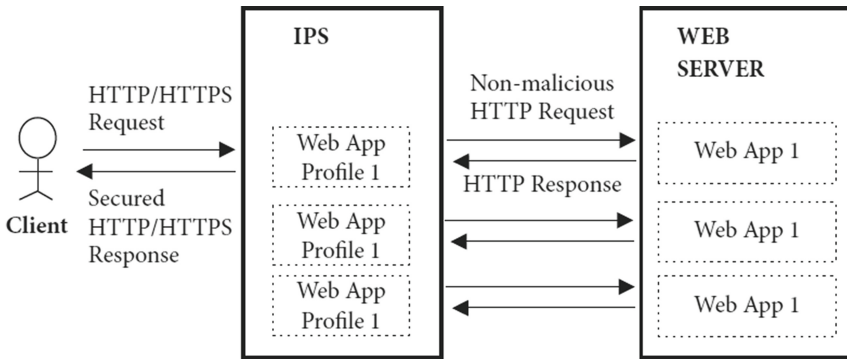 IPS
WEB
SERVER
HTTP/HTTPS
Request
Non-malicious
HTTP Request
Web App
Profile 1
Web App 1
Client
Secured
HTTP/HTTPS
Response
HTTP Response
Web App
Profile 1
Web App 1
Web App
Profile 1
Web App 1